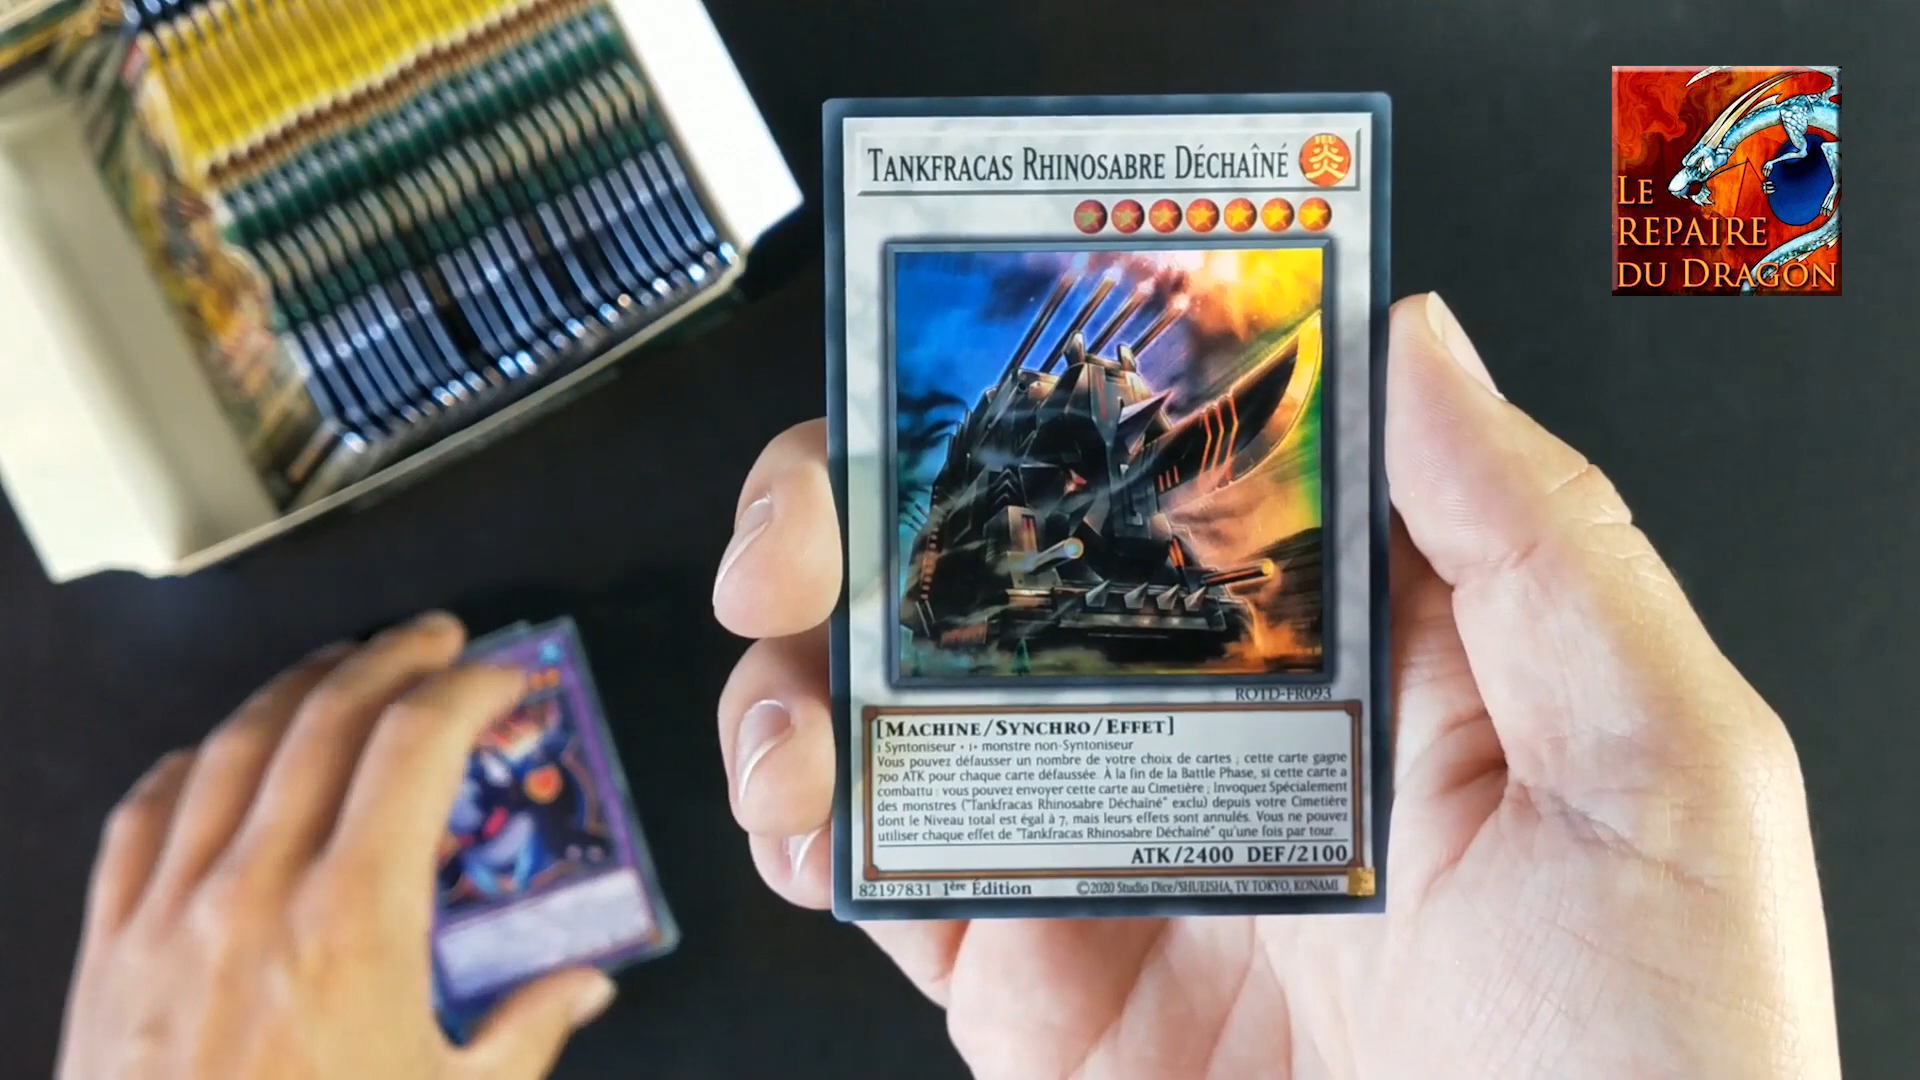 TANKFRACAS RHINOSABRE DÉCHAÎNÉ
FEU
炎
ROTD-FR093
[MACHINE/SYNCHRO/EFFET]
1 Syntoniseur + 1+ monstre non-Syntoniseur
Vous pouvez défausser un nombre de votre choix de cartes ; cette carte gagne
700 ATK pour chaque carte défaussée. À la fin de la Battle Phase, si cette carte a
combattu : vous pouvez envoyer cette carte au Cimetière ; Invoquez Spécialement
des monstres ("Tankfracas Rhinosabre Déchaîné" exclu) depuis votre Cimetière
dont le Niveau total est égal à 7, mais leurs effets sont annulés. Vous ne pouvez
utiliser chaque effet de "Tankfracas Rhinosabre Déchaîné" qu'une fois par tour.
ATK/2400 DEF/2100
82197831 1ère Édition ©2020 Studio Dice/SHUEISHA, TV TOKYO, KONAMI
LE
REPAIRE
DU DRAGON